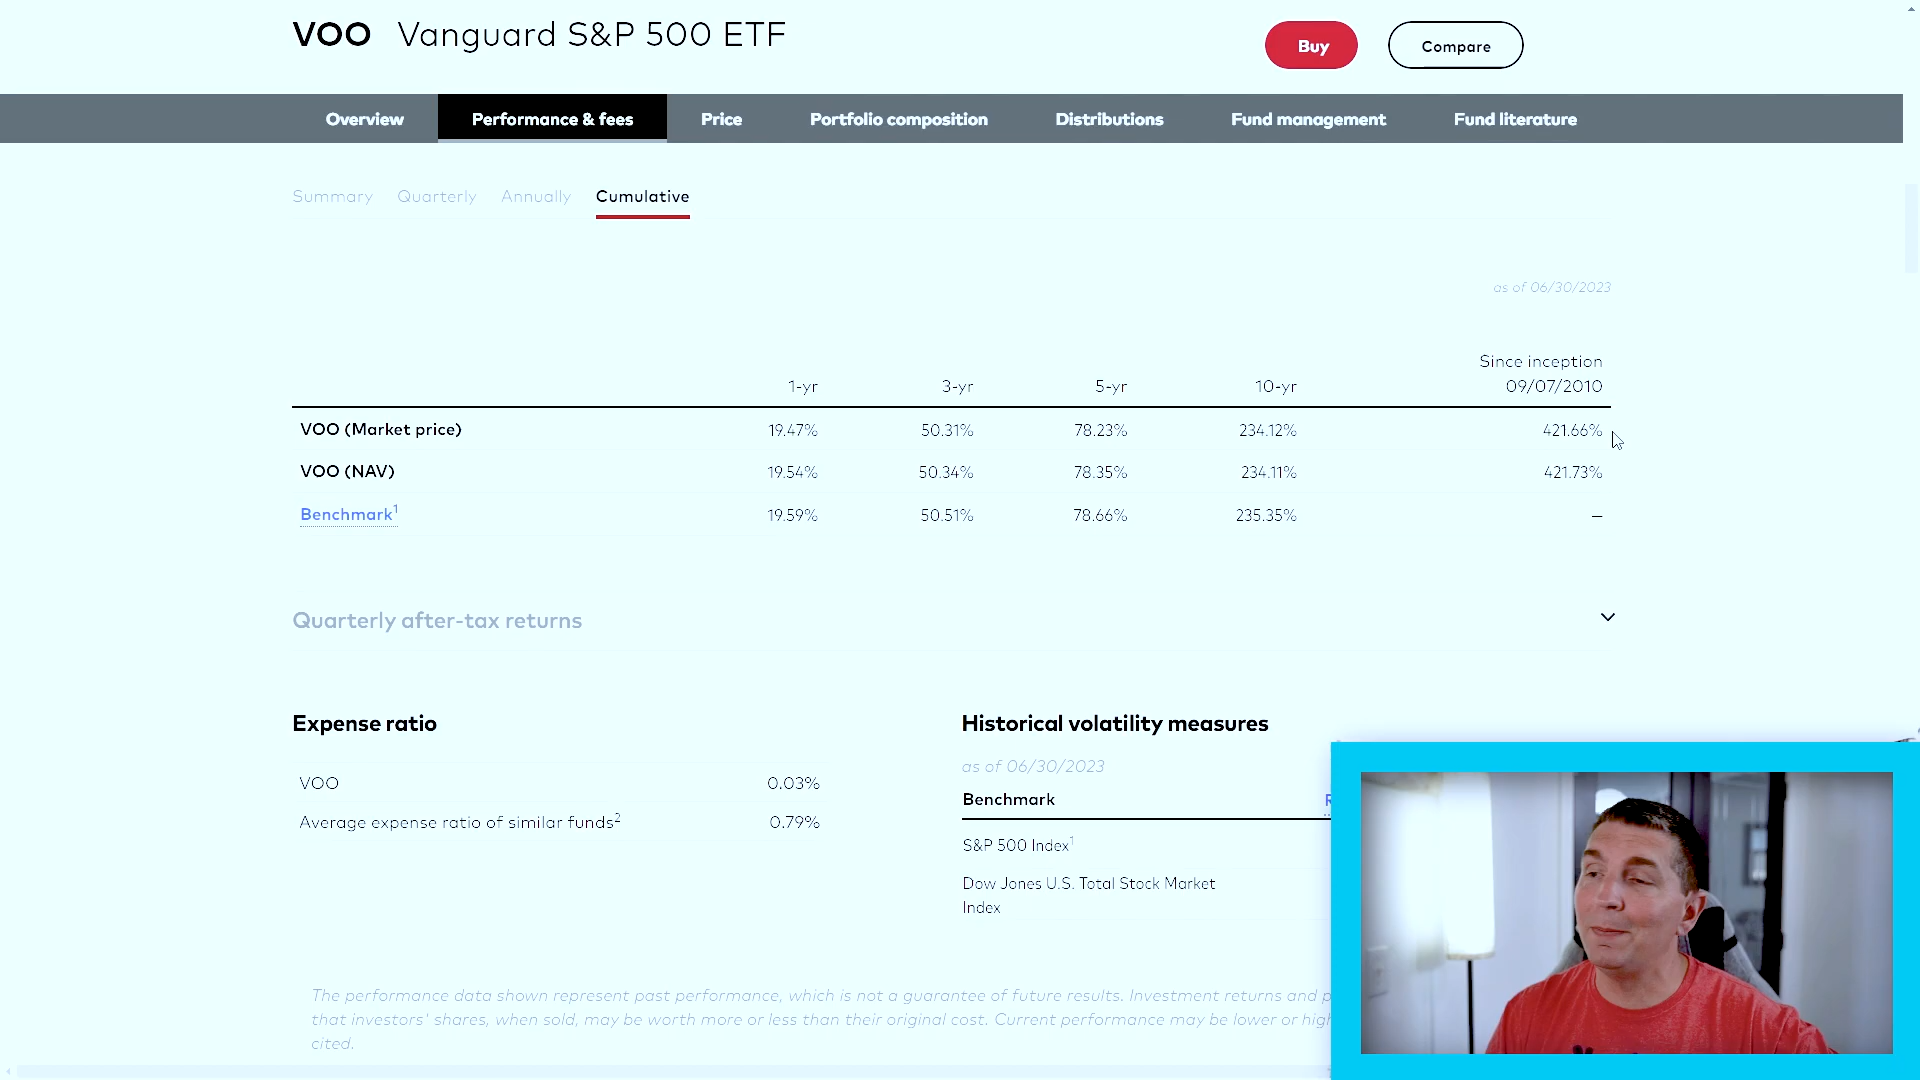 VOO Vanguard S&P 500 ETF
Buy
Compare
Overview Performance & fees Price Portfolio composition Distributions Fund management Fund literature
Summary Quarterly Annually Cumulative
as of 06/30/2023
Since inception
1-yr 3-yr 5-yr 10-yr 09/07/2010
VOO (Market price) 19.47% 50.31% 78.23% 234.12% 421.66%
VOO (NAV) 19.54% 50.34% 78.35% 234.11% 421.73%
Benchmark1 19.59% 50.51% 78.66% 235.35% —
Quarterly after-tax returns
Expense ratio
VOO 0.03%
Average expense ratio of similar funds2 0.79%
Historical volatility measures
as of 06/30/2023
Benchmark
S&P 500 Index1
Dow Jones U.S. Total Stock Market
Index
The performance data shown represent past performance, which is not a guarantee of future results. Investment returns and
that investors' shares, when sold, may be worth more or less than their original cost. Current performance may be lower or
cited.